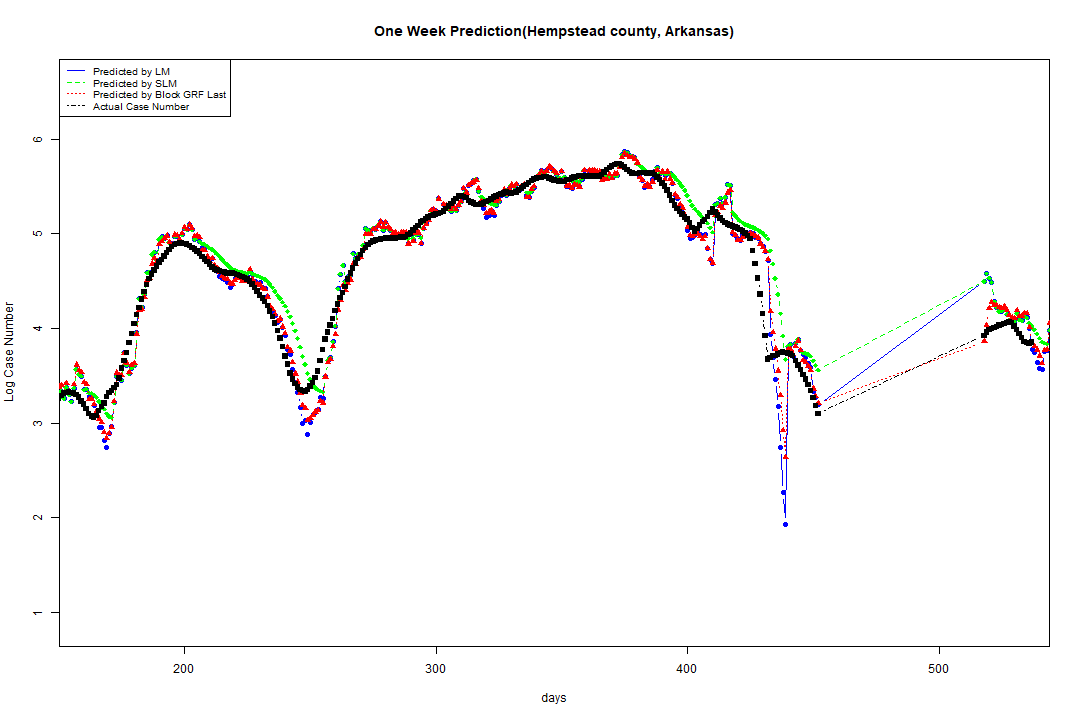 One Week Prediction(Hempstead county, Arkansas)
Predicted by LM
Predicted by SLM
Predicted by Block GRF Last
Actual Case Number
6
5
4
3
2
1
Log Case Number
200 300 400 500
days